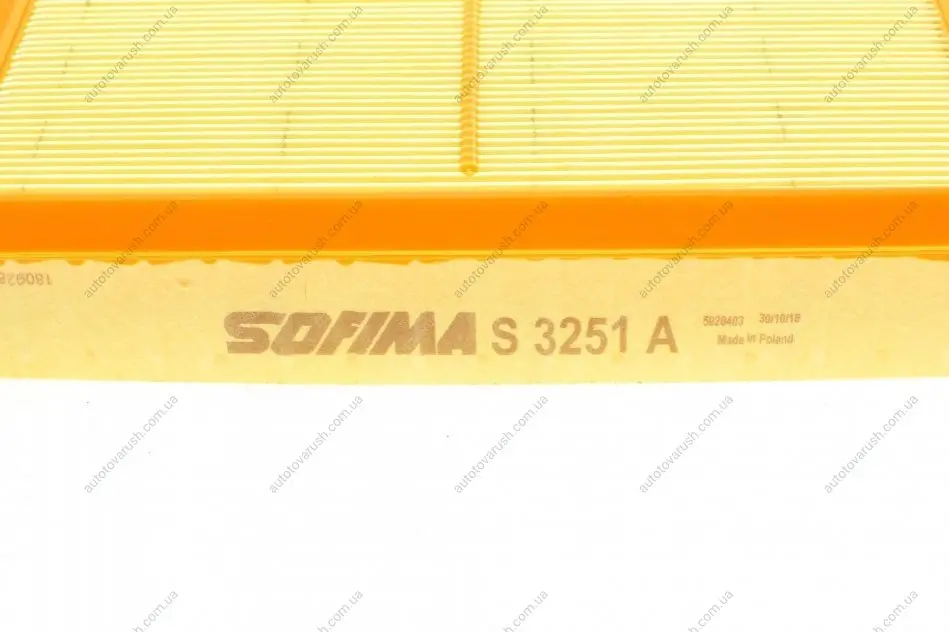 SOFIMA S 3251 A
5020403 30/10/18
Made in Poland
autotovarush.com.ua